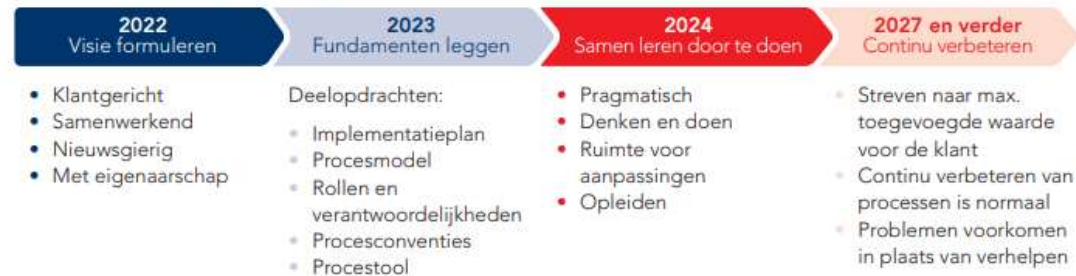 2022
Visie formuleren
• Klantgericht
• Samenwerkend
• Nieuwsgierig
• Met eigenaarschap
2023
Fundamenten leggen
Deelopdrachten:
• Implementatieplan
• Procesmodel
• Rollen en
verantwoordelijkheden
• Procesconventies
• Procestool
2024
Samen leren door te doen
• Pragmatisch
• Denken en doen
• Ruimte voor
aanpassingen
• Opleiden
2027 en verder
Continu verbeteren
• Streven naar max.
toegevoegde waarde
voor de klant
• Continu verbeteren van
processen is normaal
• Problemen voorkomen
in plaats van verhelpen